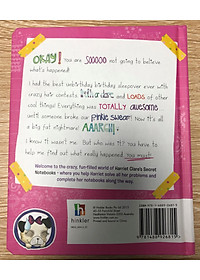 OKAY! You are SOOOOO not going to believe
what's happened!
I had the best unbirthday birthday sleepover ever with
crazy hair contests and LOADS of other
cool things! Everything was TOTALLY awesome
until someone broke our pinkie swear! Now it's all
a big fat nightmare! AAARGH!
I know it wasn't me. But who was it? You have to
help me find out what really happened. You must.
Welcome to the crazy, fun-filled world of Harriet Clare's Secret
Notebooks - where you help Harriet solve all her problems and
complete her notebooks along the way.
hinkler